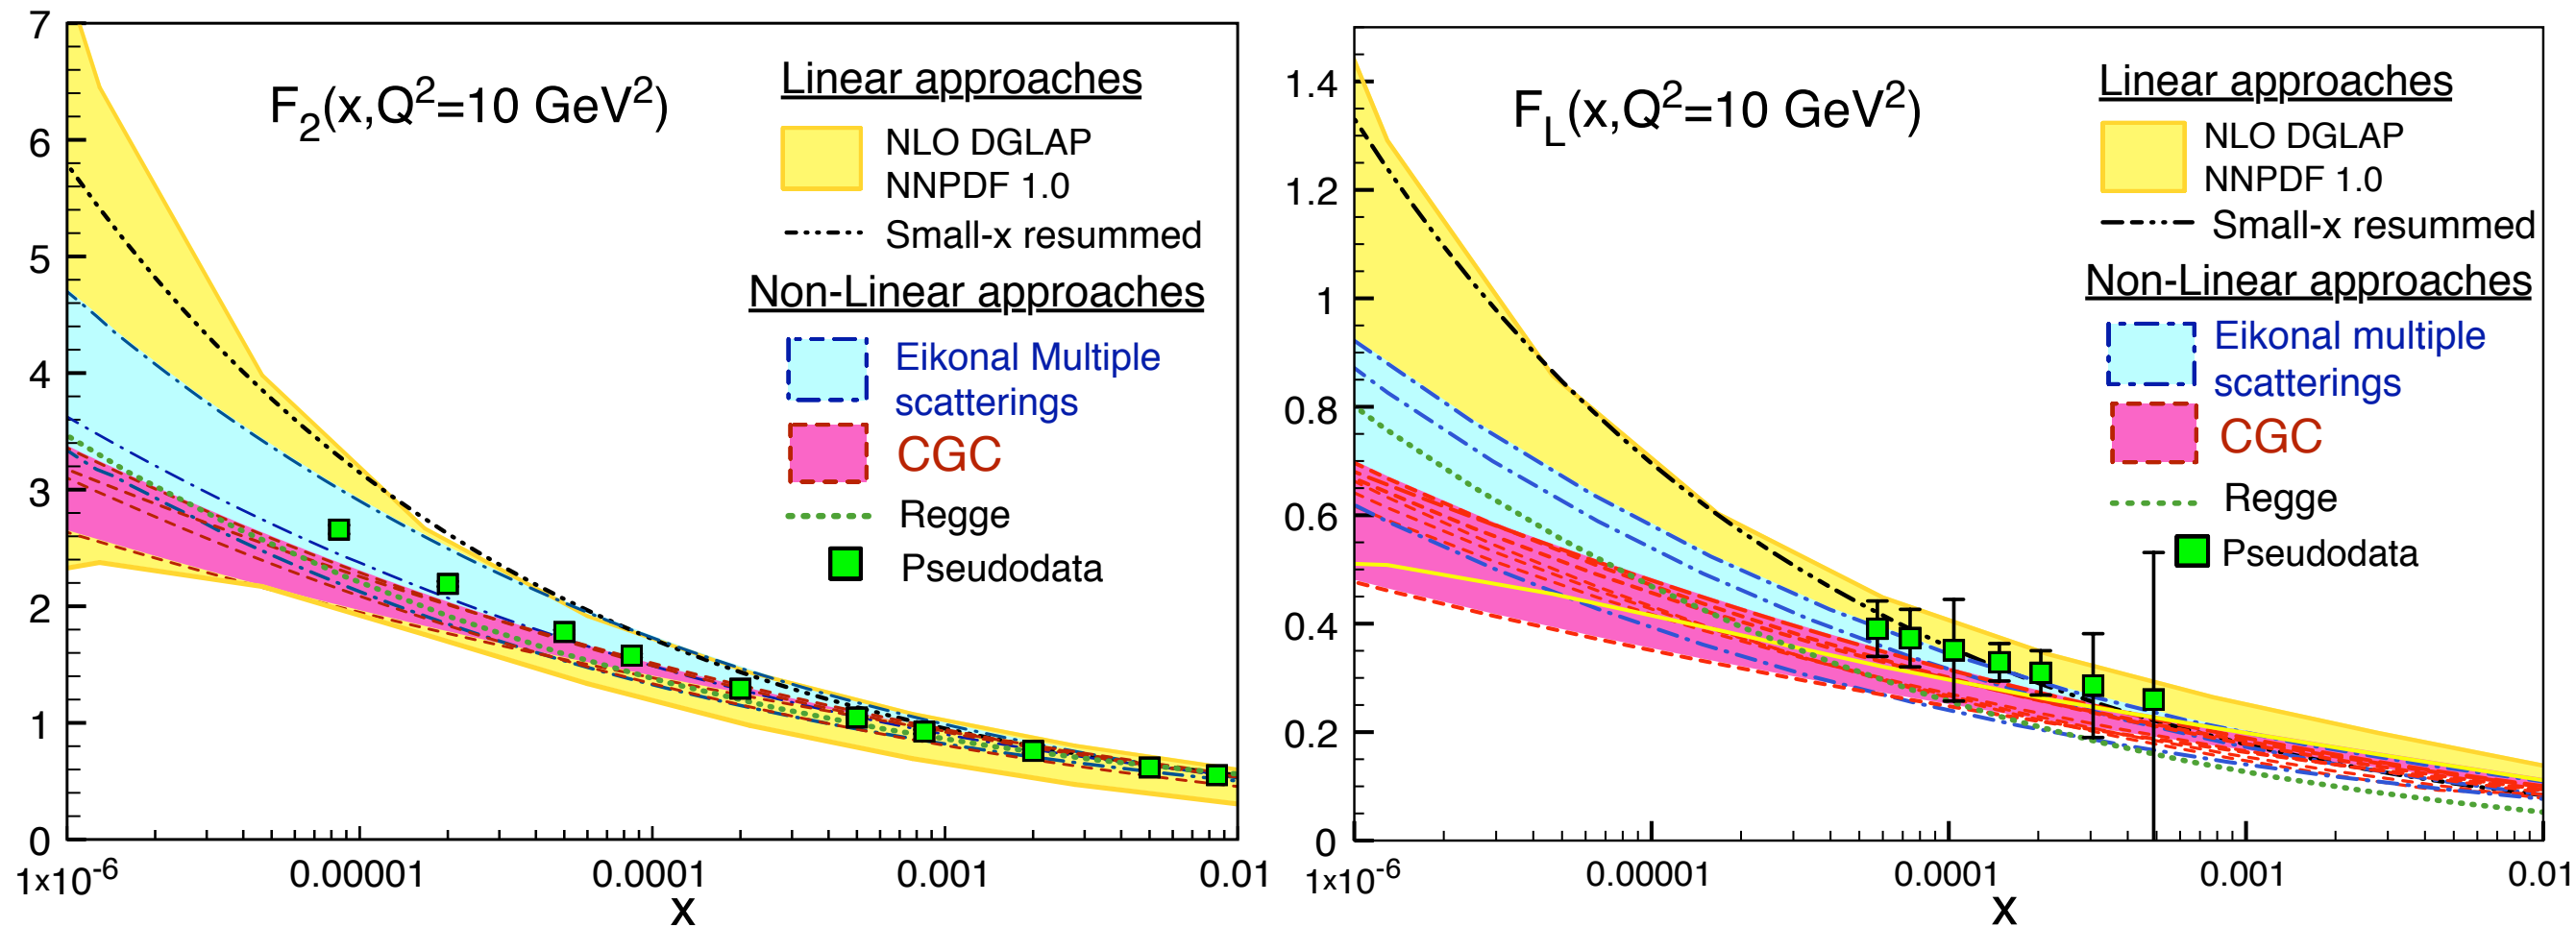 F2(x,Q²=10 GeV²)
Linear approaches
NLO DGLAP
NNPDF 1.0
Small-x resummed
Non-Linear approaches
Eikonal Multiple
scatterings
CGC
Regge
Pseudodata
7
6
5
4
3
2
1
0
1x10⁻⁶
0.00001
0.0001
0.001
0.01
x
FL(x,Q²=10 GeV²)
Linear approaches
NLO DGLAP
NNPDF 1.0
Small-x resummed
Non-Linear approaches
Eikonal multiple
scatterings
CGC
Regge
Pseudodata
1.4
1.2
1
0.8
0.6
0.4
0.2
0
1x10⁻⁶
0.00001
0.0001
0.001
0.01
x